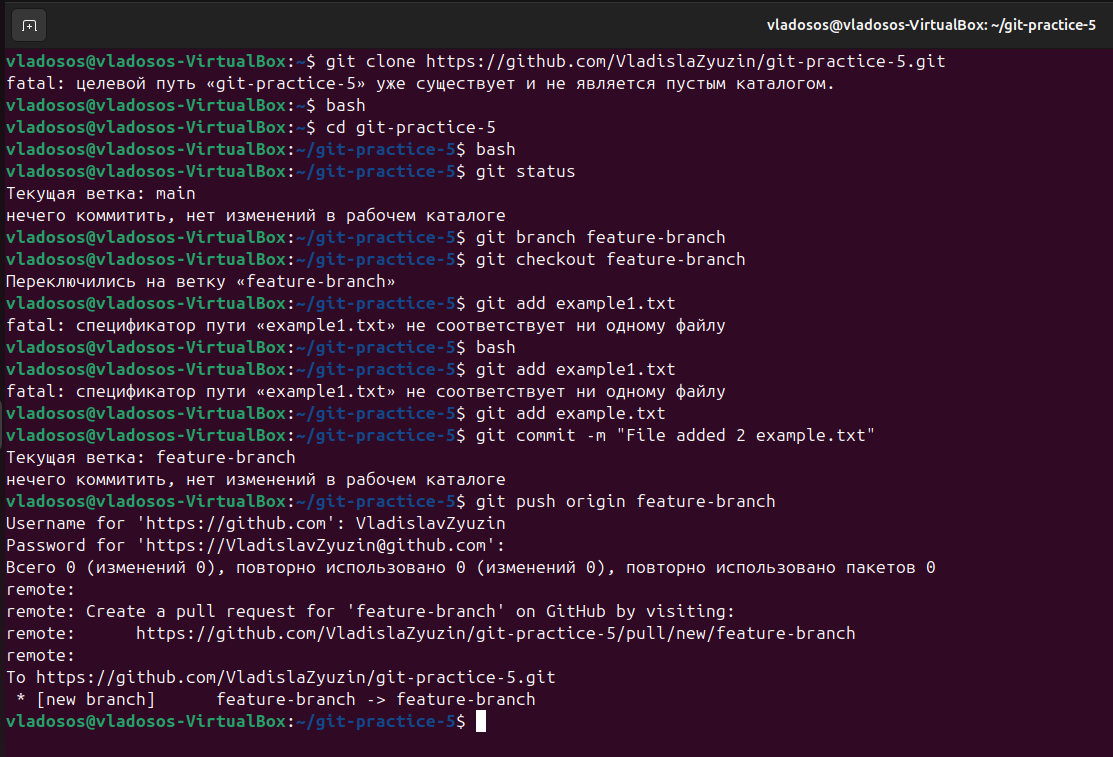 vladosos@vladosos-VirtualBox: ~/git-practice-5
vladosos@vladosos-VirtualBox:~$ git clone https://github.com/VladislaZyuzin/git-practice-5.git
fatal: целевой путь «git-practice-5» уже существует и не является пустым каталогом.
vladosos@vladosos-VirtualBox:~$ bash
vladosos@vladosos-VirtualBox:~$ cd git-practice-5
vladosos@vladosos-VirtualBox:~/git-practice-5$ bash
vladosos@vladosos-VirtualBox:~/git-practice-5$ git status
Текущая ветка: main
нечего коммитить, нет изменений в рабочем каталоге
vladosos@vladosos-VirtualBox:~/git-practice-5$ git branch feature-branch
vladosos@vladosos-VirtualBox:~/git-practice-5$ git checkout feature-branch
Переключились на ветку «feature-branch»
vladosos@vladosos-VirtualBox:~/git-practice-5$ git add example1.txt
fatal: спецификатор пути «example1.txt» не соответствует ни одному файлу
vladosos@vladosos-VirtualBox:~/git-practice-5$ bash
vladosos@vladosos-VirtualBox:~/git-practice-5$ git add example1.txt
fatal: спецификатор пути «example1.txt» не соответствует ни одному файлу
vladosos@vladosos-VirtualBox:~/git-practice-5$ git add example.txt
vladosos@vladosos-VirtualBox:~/git-practice-5$ git commit -m "File added 2 example.txt"
Текущая ветка: feature-branch
нечего коммитить, нет изменений в рабочем каталоге
vladosos@vladosos-VirtualBox:~/git-practice-5$ git push origin feature-branch
Username for 'https://github.com': VladislavZyuzin
Password for 'https://VladislavZyuzin@github.com':
Всего 0 (изменений 0), повторно использовано 0 (изменений 0), повторно использовано пакетов 0
remote:
remote: Create a pull request for 'feature-branch' on GitHub by visiting:
remote:      https://github.com/VladislaZyuzin/git-practice-5/pull/new/feature-branch
remote:
To https://github.com/VladislaZyuzin/git-practice-5.git
 * [new branch]      feature-branch -> feature-branch
vladosos@vladosos-VirtualBox:~/git-practice-5$